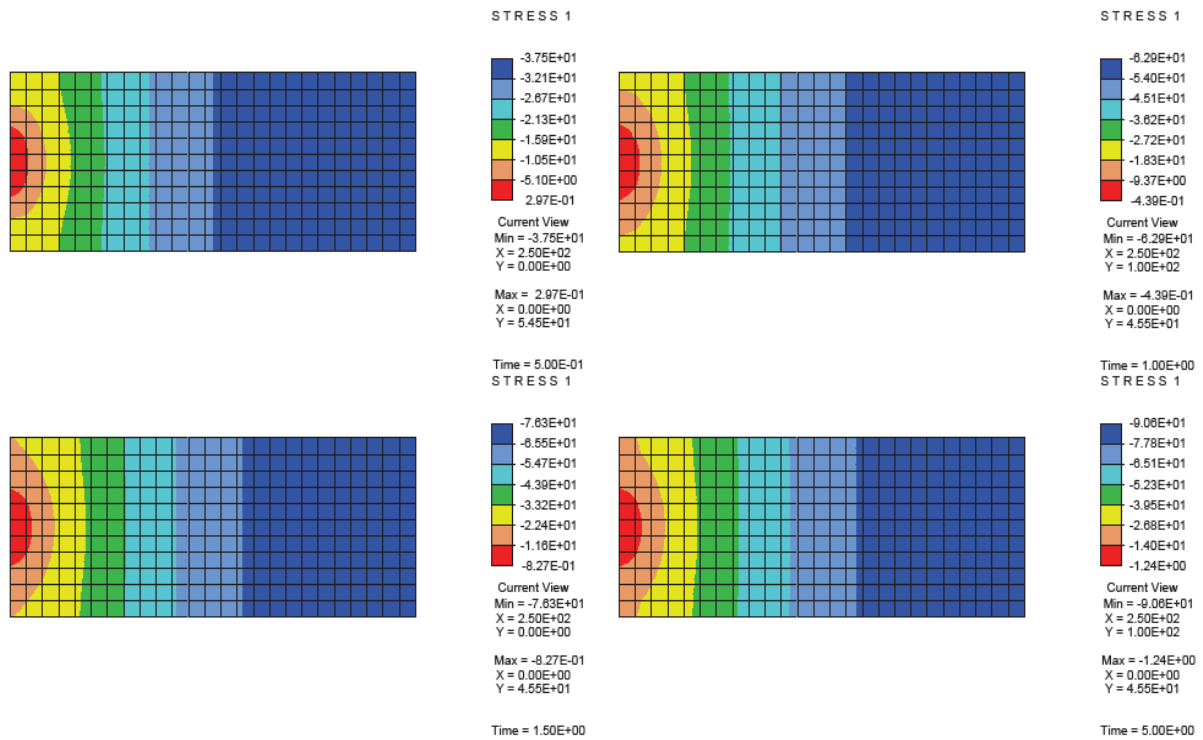 STRESS 1
-3.75E+01
-3.21E+01
-2.67E+01
-2.13E+01
-1.59E+01
-1.05E+01
-5.10E+00
2.97E-01
Current View
Min = -3.75E+01
X = 2.50E+02
Y = 0.00E+00
Max = 2.97E-01
X = 0.00E+00
Y = 5.45E+01
Time = 5.00E-01
STRESS 1
-6.29E+01
-5.40E+01
-4.51E+01
-3.62E+01
-2.72E+01
-1.83E+01
-9.37E+00
-4.39E-01
Current View
Min = -6.29E+01
X = 2.50E+02
Y = 1.00E+02
Max = -4.39E-01
X = 0.00E+00
Y = 4.55E+01
Time = 1.00E+00
STRESS 1
-7.63E+01
-6.55E+01
-5.47E+01
-4.39E+01
-3.32E+01
-2.24E+01
-1.16E+01
-8.27E-01
Current View
Min = -7.63E+01
X = 2.50E+02
Y = 0.00E+00
Max = -8.27E-01
X = 0.00E+00
Y = 4.55E+01
Time = 1.50E+00
STRESS 1
-9.06E+01
-7.78E+01
-6.51E+01
-5.23E+01
-3.95E+01
-2.68E+01
-1.40E+01
-1.24E+00
Current View
Min = -9.06E+01
X = 2.50E+02
Y = 1.00E+02
Max = -1.24E+00
X = 0.00E+00
Y = 4.55E+01
Time = 5.00E+00